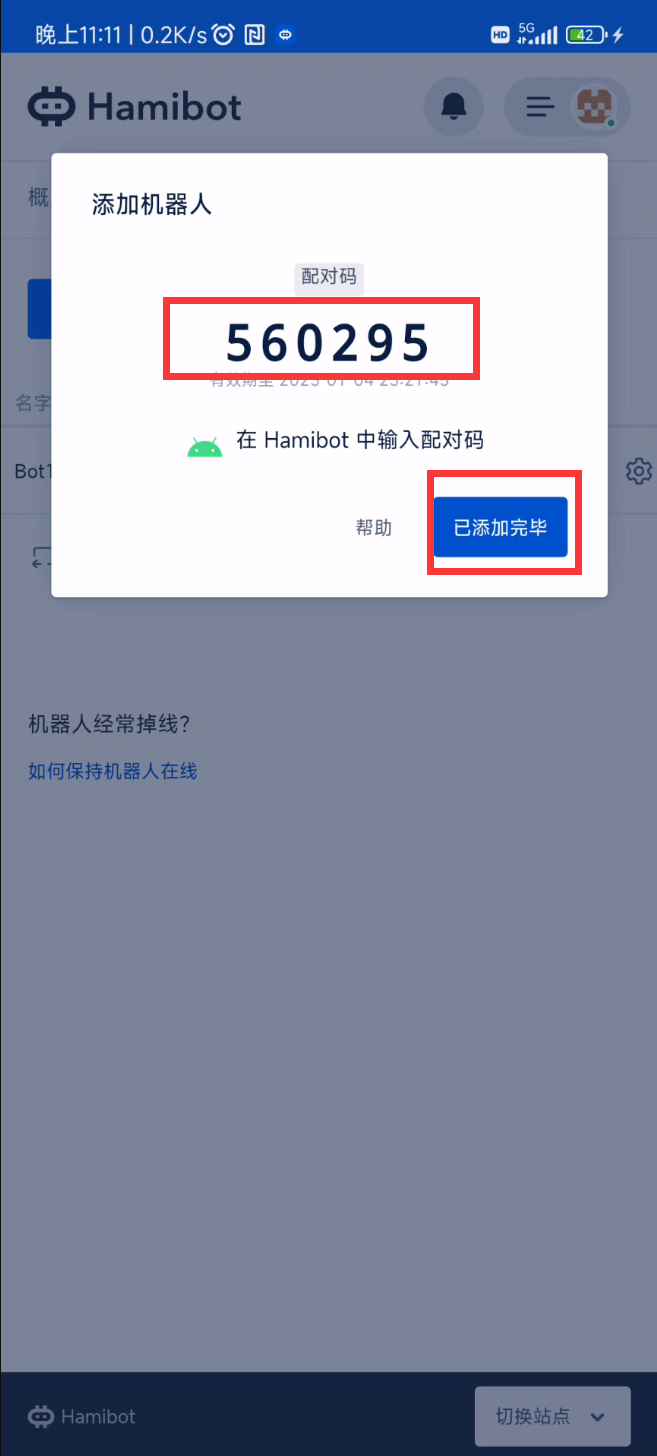 晚上11:11 | 0.2K/s
HD 5G 42
Hamibot
概
添加机器人
配对码
560295
有效期至 2023-01-04 23:21:45
名字
在 Hamibot 中输入配对码
Bot1
帮助
已添加完毕
机器人经常掉线?
如何保持机器人在线
Hamibot
切换站点